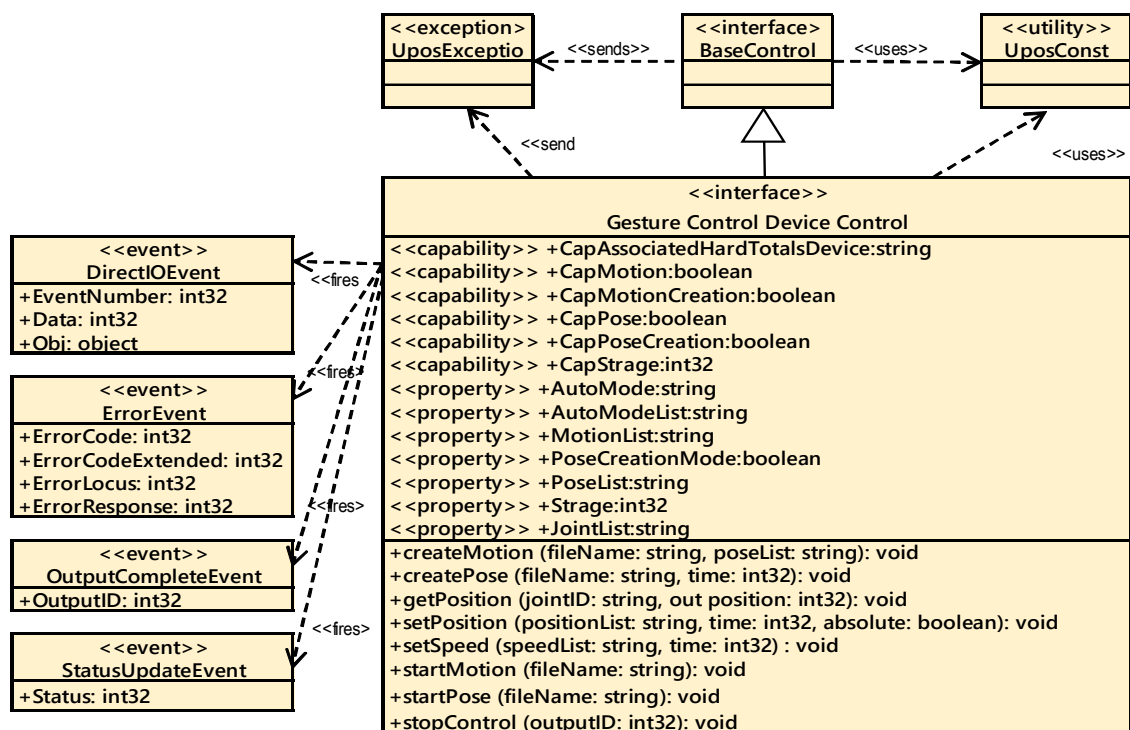 <<exception>
UposExceptio
<<sends>>
<<interface>
BaseControl
<<uses>>
<<utility>>
UposConst
<<send
<<uses>>
<<interface>>
Gesture Control Device Control
<<capability>> +CapAssociatedHardTotalsDevice:string
<<capability>> +CapMotion:boolean
<<capability>> +CapMotionCreation:boolean
<<capability>> +CapPose:boolean
<<capability>> +CapPoseCreation:boolean
<<capability>> +CapStrage:int32
<<property>> +AutoMode:string
<<property>> +AutoModeList:string
<<property>> +MotionList:string
<<property>> +PoseCreationMode:boolean
<<property>> +PoseList:string
<<property>> +Strage:int32
<<property>> +JointList:string
+createMotion (fileName: string, poseList: string): void
+createPose (fileName: string, time: int32): void
+getPosition (jointID: string, out position: int32): void
+setPosition (positionList: string, time: int32, absolute: boolean): void
+setSpeed (speedList: string, time: int32) : void
+startMotion (fileName: string): void
+startPose (fileName: string): void
+stopControl (outputID: int32): void
<<event>>
DirectIOEvent
+EventNumber: int32
+Data: int32
+Obj: object
<<fires
<<event>>
ErrorEvent
+ErrorCode: int32
+ErrorCodeExtended: int32
+ErrorLocus: int32
+ErrorResponse: int32
<<fires>
<<event>>
OutputCompleteEvent
+OutputID: int32
<<fires>
<<event>>
StatusUpdateEvent
+Status: int32
<<fires>